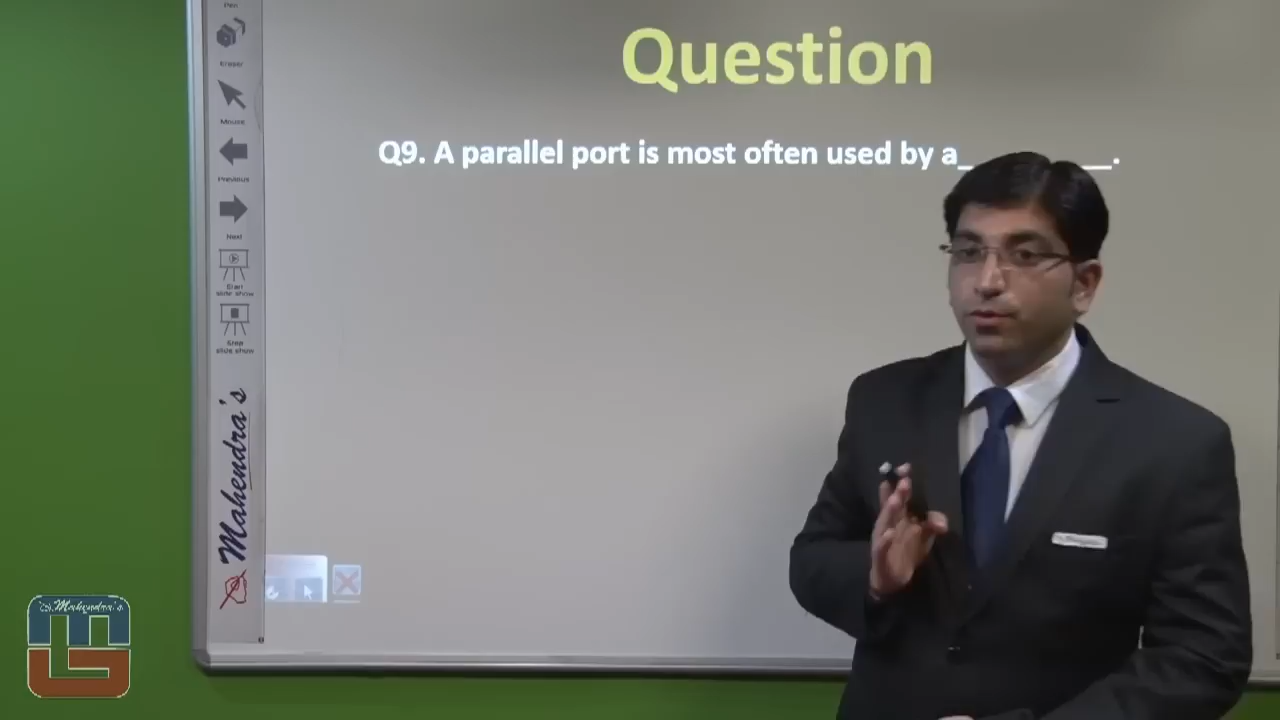 Question
Q9. A parallel port is most often used by a_________.
Pen
Eraser
Mouse
Previous
Next
Start
slide show
Stop
slide show
Mahendra's
Mahendra's